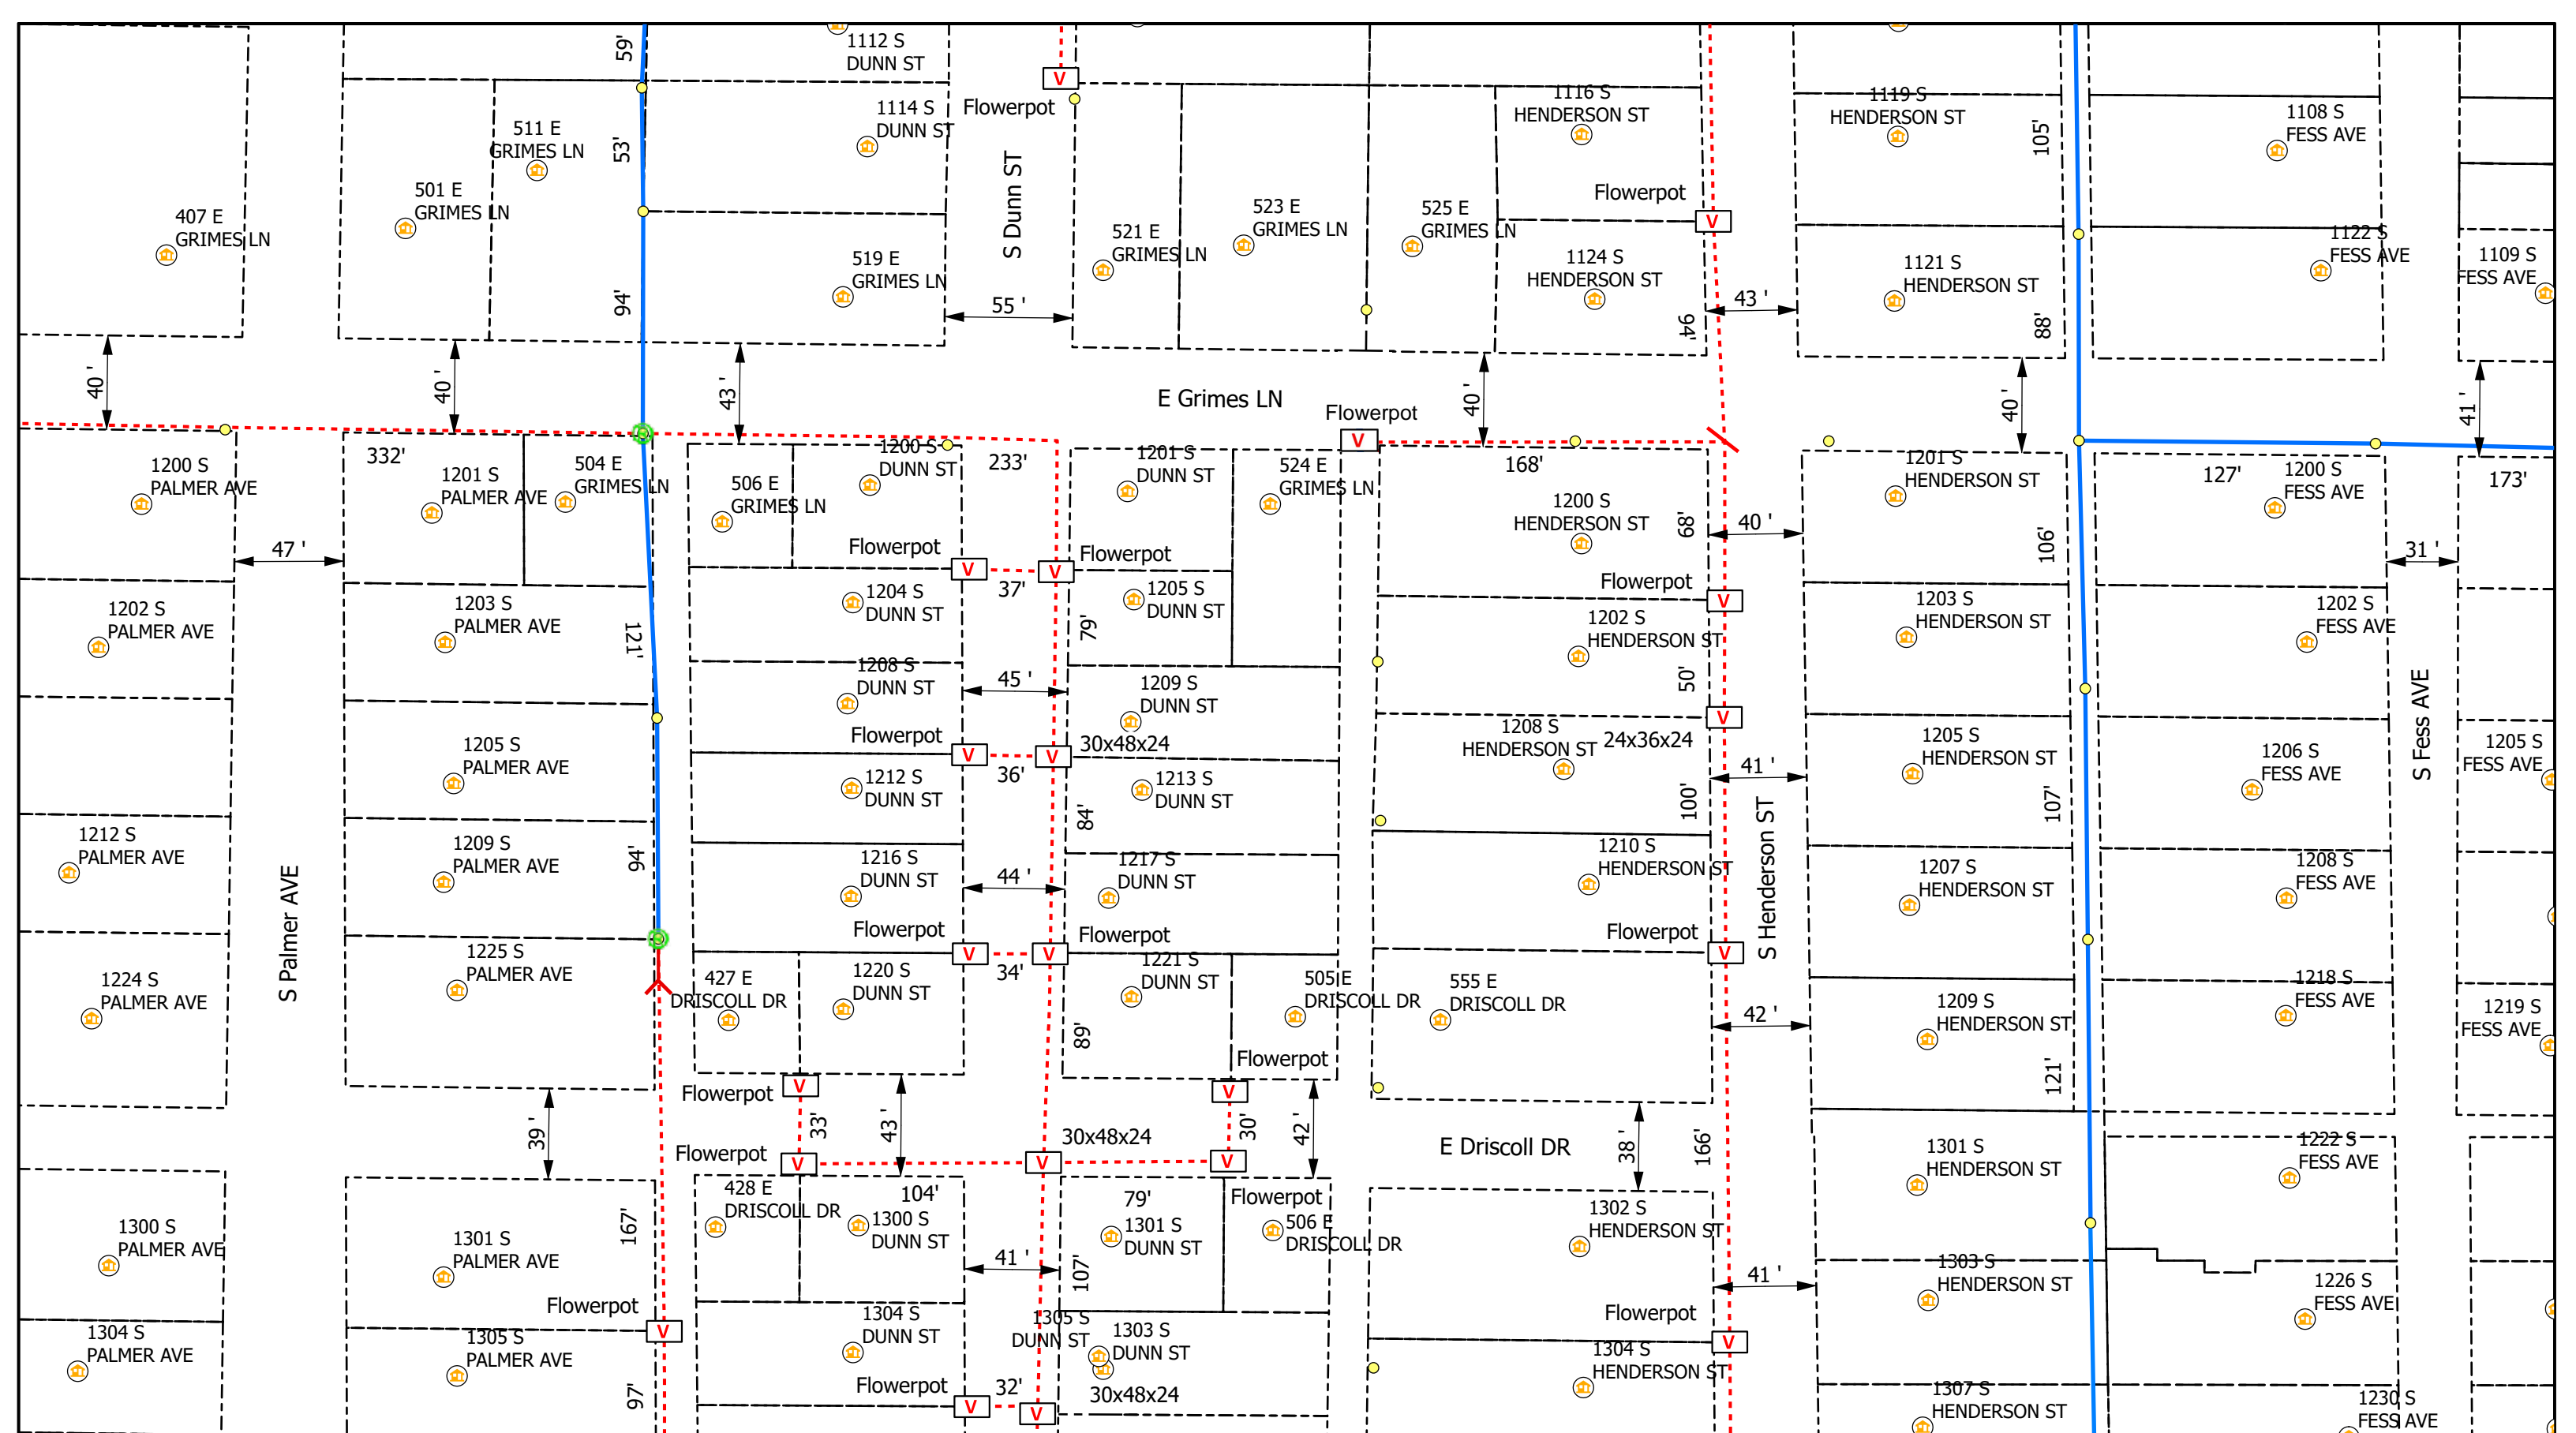 59'
1112 S
DUNN ST
V
Flowerpot
1114 S
DUNN ST
1116 S
HENDERSON ST
1119 S
HENDERSON ST
105'
1108 S
FESS AVE
53'
511 E
GRIMES LN
501 E
GRIMES LN
407 E
GRIMES LN
S Dunn ST
Flowerpot
V
523 E
GRIMES LN
525 E
GRIMES LN
521 E
GRIMES LN
519 E
GRIMES LN
1124 S
HENDERSON ST
1121 S
HENDERSON ST
1122 S
FESS AVE
1109 S
FESS AVE
94'
55 '
94'
43 '
88'
40 '
40 '
43 '
E Grimes LN
40 '
40 '
41 '
Flowerpot
V
332'
1200 S
PALMER AVE
1201 S
PALMER AVE
504 E
GRIMES LN
506 E
GRIMES LN
1200 S
DUNN ST
233'
1201 S
DUNN ST
524 E
GRIMES LN
168'
1200 S
HENDERSON ST
68'
40 '
1201 S
HENDERSON ST
106'
127'
1200 S
FESS AVE
173'
47 '
31 '
Flowerpot
V
37'
V
Flowerpot
Flowerpot
V
1202 S
PALMER AVE
1203 S
PALMER AVE
121'
1204 S
DUNN ST
79'
1205 S
DUNN ST
1202 S
HENDERSON ST
1203 S
HENDERSON ST
1202 S
FESS AVE
1208 S
DUNN ST
45 '
1209 S
DUNN ST
50'
V
S Fess AVE
1205 S
PALMER AVE
Flowerpot
V
36'
V
30x48x24
1208 S
HENDERSON ST
24x36x24
41 '
1205 S
HENDERSON ST
1206 S
FESS AVE
1205 S
FESS AVE
1212 S
DUNN ST
84'
1213 S
DUNN ST
100'
107'
1212 S
PALMER AVE
1209 S
PALMER AVE
94'
1216 S
DUNN ST
44 '
1217 S
DUNN ST
1210 S
HENDERSON ST
S Henderson ST
1207 S
HENDERSON ST
1208 S
FESS AVE
S Palmer AVE
Flowerpot
V
34'
V
Flowerpot
Flowerpot
V
1224 S
PALMER AVE
1225 S
PALMER AVE
427 E
DRISCOLL DR
1220 S
DUNN ST
1221 S
DUNN ST
505 E
DRISCOLL DR
555 E
DRISCOLL DR
42 '
1209 S
HENDERSON ST
1218 S
FESS AVE
1219 S
FESS AVE
89'
Flowerpot
V
V
Flowerpot
121'
39 '
33'
43 '
30'
42 '
38 '
166'
Flowerpot
V
30x48x24
V
V
E Driscoll DR
1301 S
HENDERSON ST
1222 S
FESS AVE
428 E
DRISCOLL DR
104'
1300 S
DUNN ST
79'
1301 S
DUNN ST
Flowerpot
506 E
DRISCOLL DR
1302 S
HENDERSON ST
1300 S
PALMER AVE
1301 S
PALMER AVE
167'
41 '
107'
41 '
1303 S
HENDERSON ST
1226 S
FESS AVE
Flowerpot
V
Flowerpot
V
1304 S
PALMER AVE
1305 S
PALMER AVE
1304 S
DUNN ST
1305 S
DUNN ST
1303 S
DUNN ST
1304 S
HENDERSON ST
97'
Flowerpot
V
32'
V
30x48x24
1307 S
HENDERSON ST
1230 S
FESS AVE